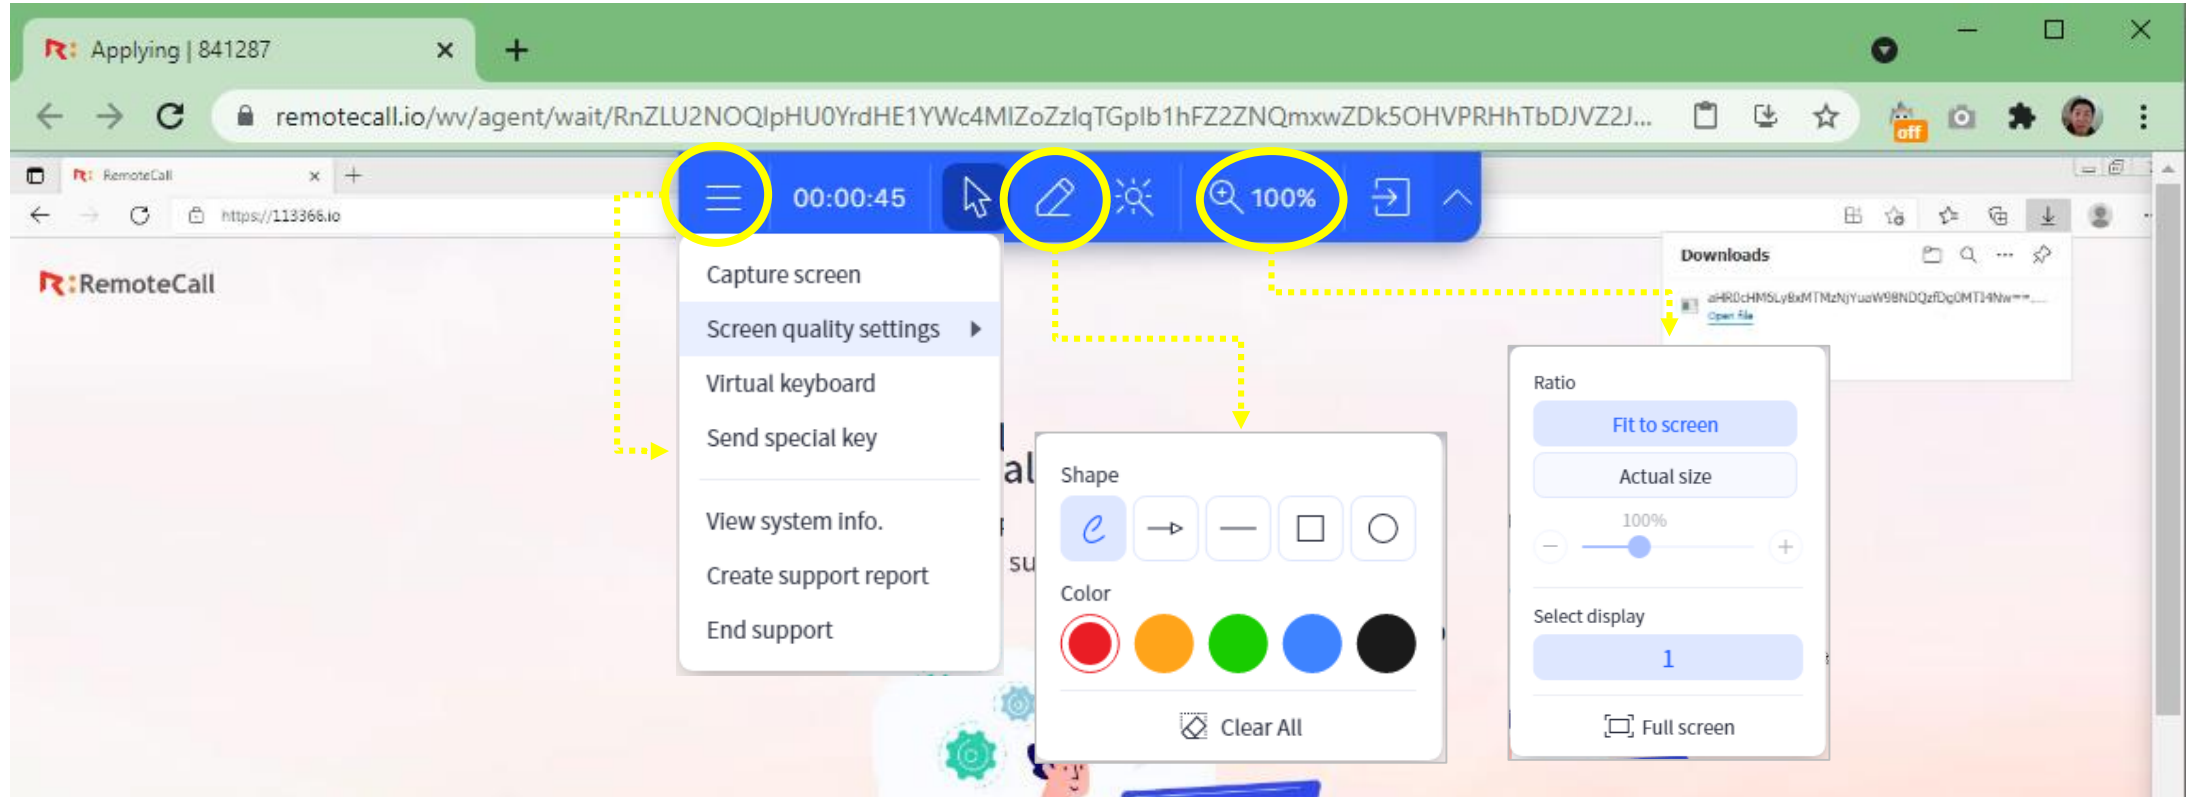 Applying | 841287
remotecall.io/wv/agent/wait/RnZLU2NOQlpHU0YrdHE1YWc4MlZoZzlqTGplb1hFZ2ZNQmxwZDk5OHVPRHhTbDJVZ2J...
off
RemoteCall
https://113366.io
00:00:45
100%
RemoteCall
Capture screen
Screen quality settings
Virtual keyboard
Send special key
View system info.
Create support report
End support
al
su
Shape
Color
Clear All
Downloads
Open file
Ratio
Fit to screen
Actual size
100%
Select display
1
Full screen